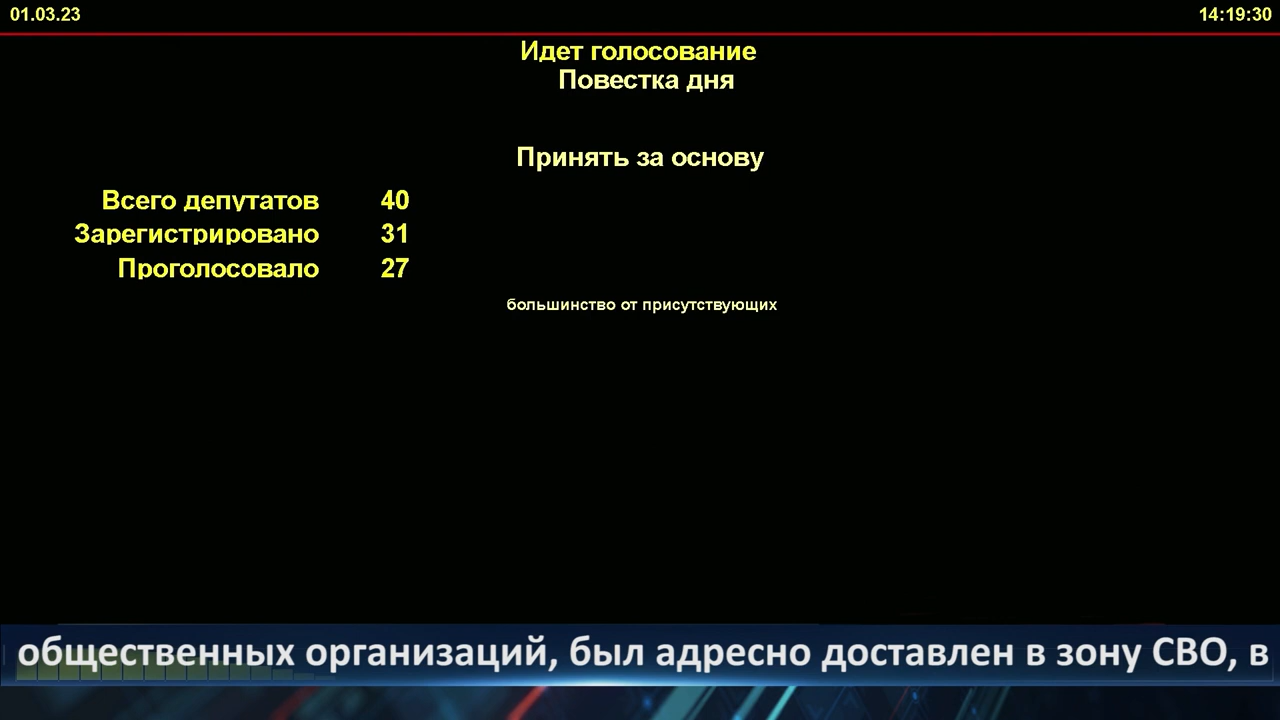 01.03.23
14:19:30
Идет голосование
Повестка дня
Принять за основу
Всего депутатов 40
Зарегистрировано 31
Проголосовало 27
большинство от присутствующих
общественных организаций, был адресно доставлен в зону СВО, в